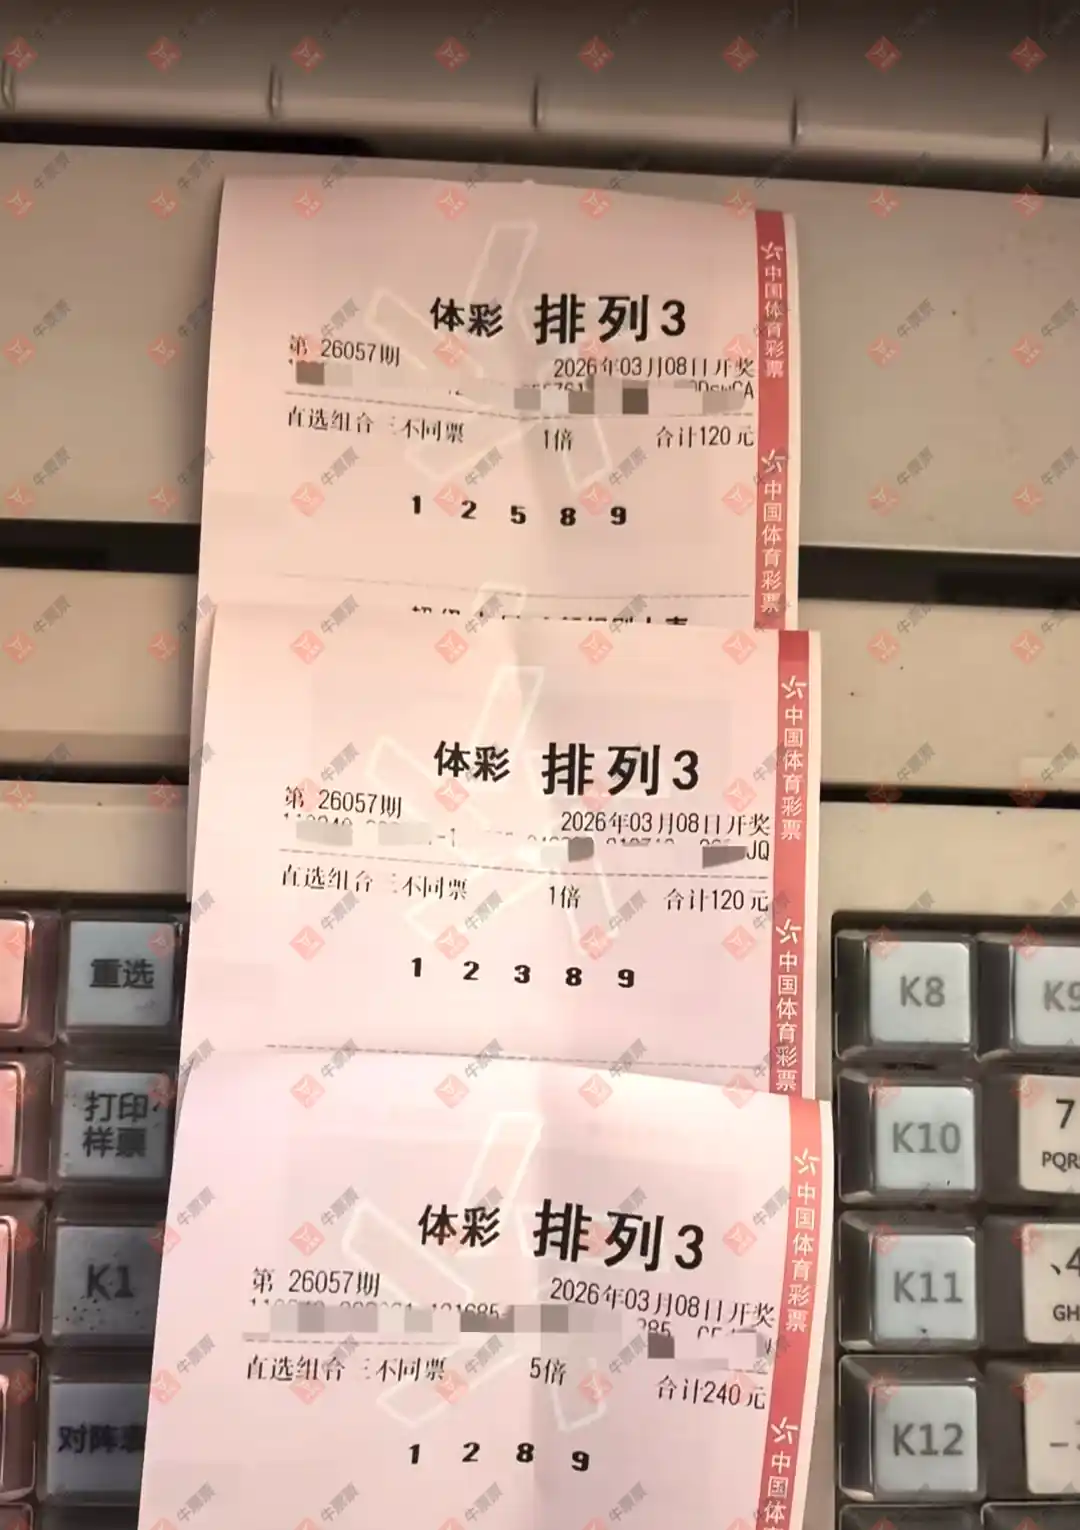 体彩 排列3
第 26057期
2026年03月08日开奖
直选组合三不同票 1倍 合计120元
1 2 5 8 9
中国体育彩票
中国体育彩票
体彩 排列3
第 26057期
2026年03月08日开奖
JQ
直选组合三不同票 1倍 合计120元
1 2 3 8 9
中国体育彩票
中国体育彩票
体彩 排列3
第 26057期
2026年03月08日开奖
直选组合三不同票 5倍 合计240元
1 2 8 9
中国体育彩票
中国体
重选
打印
样票
K1
K8
K10
7
K11
K12
牛票票